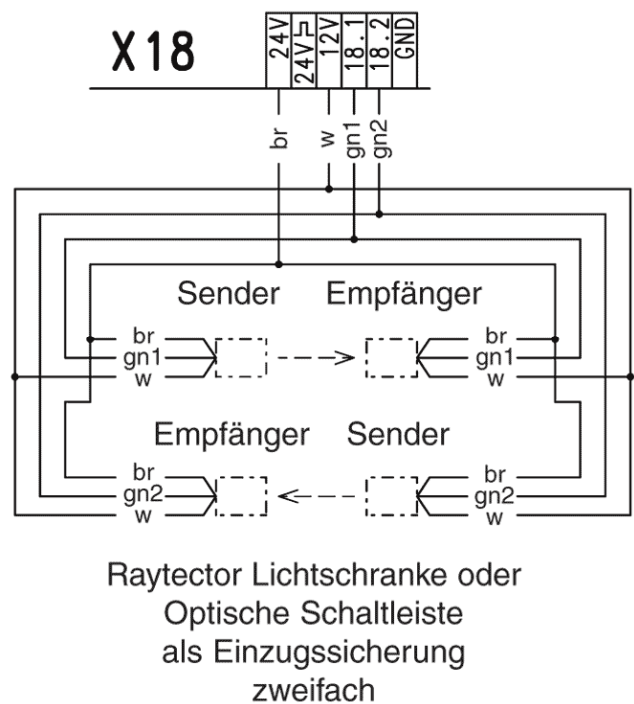 X18
24V
24V
12V
18.1
18.2
GND
br
w
gn1
gn2
Sender Empfänger
br br
gn1 gn1
w w
Empfänger Sender
br br
gn2 gn2
w w
Raytector Lichtschranke oder
Optische Schaltleiste
als Einzugssicherung
zweifach